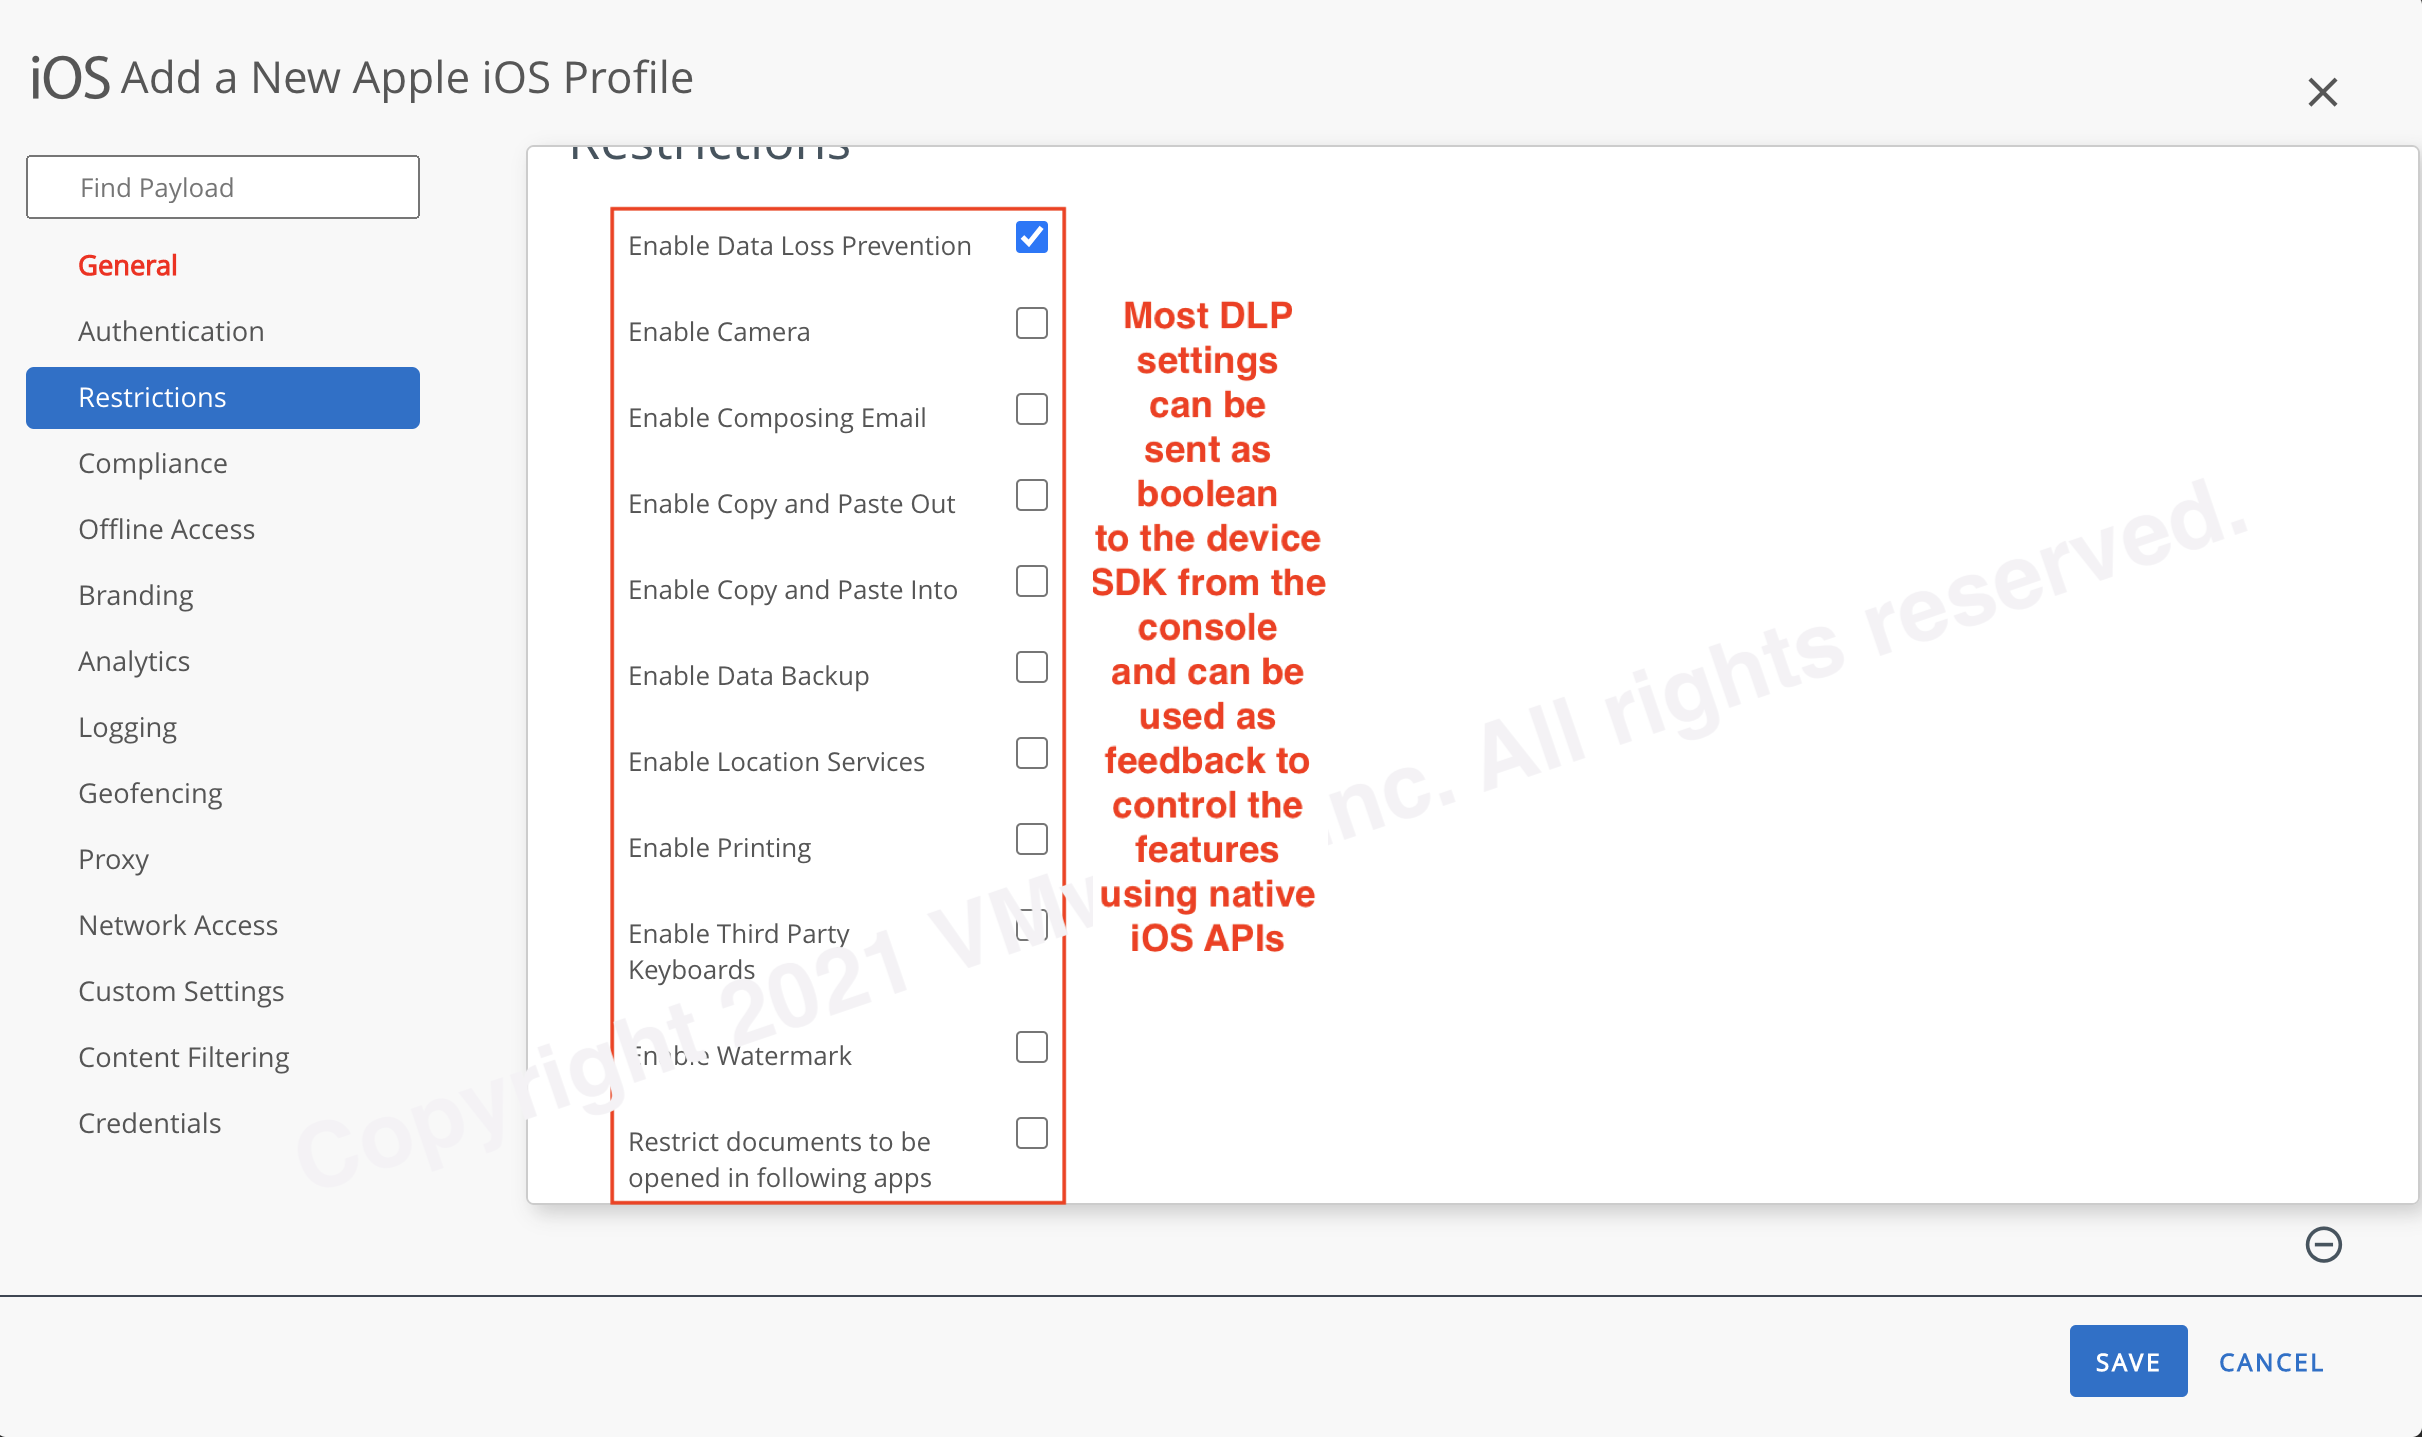 iOS Add a New Apple iOS Profile
Find Payload
General
Authentication
Restrictions
Compliance
Offline Access
Branding
Analytics
Logging
Geofencing
Proxy
Network Access
Custom Settings
Content Filtering
Credentials
Restrictions
Enable Data Loss Prevention
Enable Camera
Enable Composing Email
Enable Copy and Paste Out
Enable Copy and Paste Into
Enable Data Backup
Enable Location Services
Enable Printing
Enable Third Party
Keyboards
Enable Watermark
Restrict documents to be
opened in following apps
Most DLP
settings
can be
sent as
boolean
to the device
SDK from the
console
and can be
used as
feedback to
control the
features
using native
iOS APIs
Copyright 2021 All rights reserved.
SAVE CANCEL